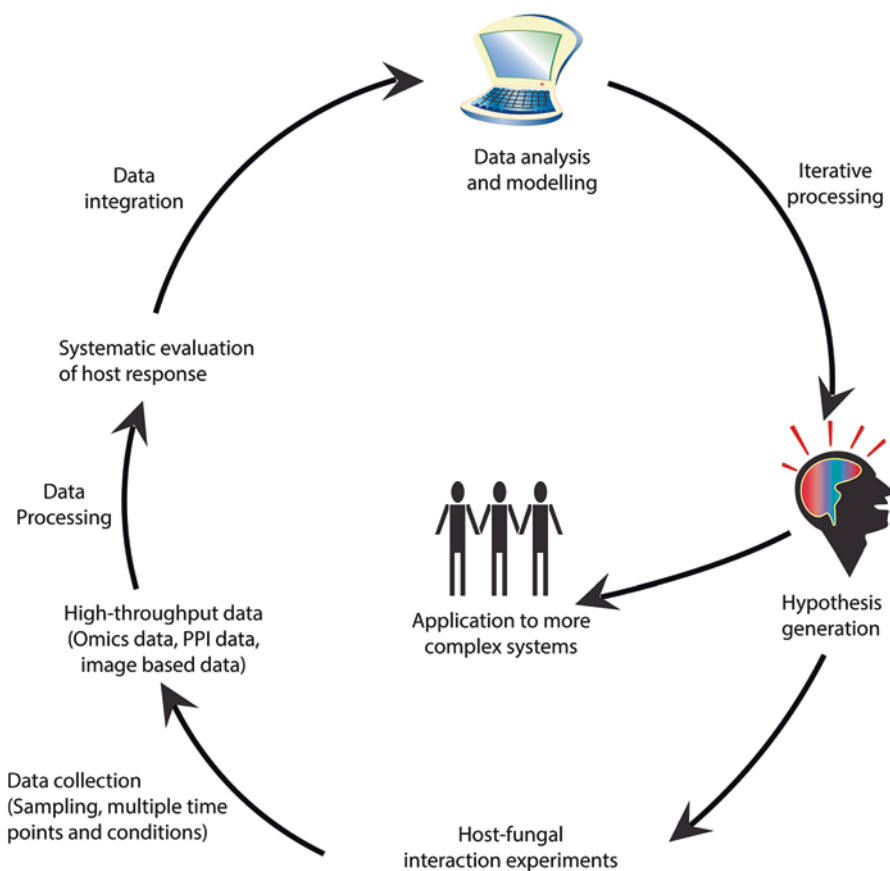 Data analysis
and modelling
Iterative
processing
Data
integration
Systematic evaluation
of host response
Data
Processing
High-throughput data
(Omics data, PPI data,
image based data)
Application to more
complex systems
Hypothesis
generation
Data collection
(Sampling, multiple time
points and conditions)
Host-fungal
interaction experiments